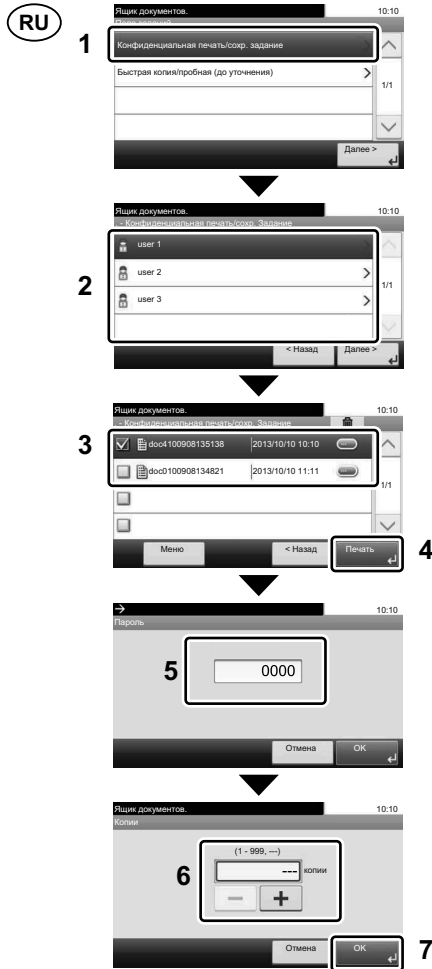 RU
Ящик документов. 10:10
Поле заданий
1
Конфиденциальная печать/сохр. задание
Быстрая копия/пробная (до уточнения)
1/1
Далее >
Ящик документов. 10:10
- Конфиденциальная печать/сохр. Задание
2
user 1
user 2
user 3
1/1
< Назад Далее >
Ящик документов. 10:10
- Конфиденциальная печать/сохр. Задание
3
doc4100908135138 2013/10/10 10:10
doc0100908134821 2013/10/10 11:11
1/1
Меню < Назад Печать
4
10:10
Пароль
5
0000
Отмена OK
Ящик документов. 10:10
Копии
6
(1 - 999, ---)
--- копии
Отмена OK
7